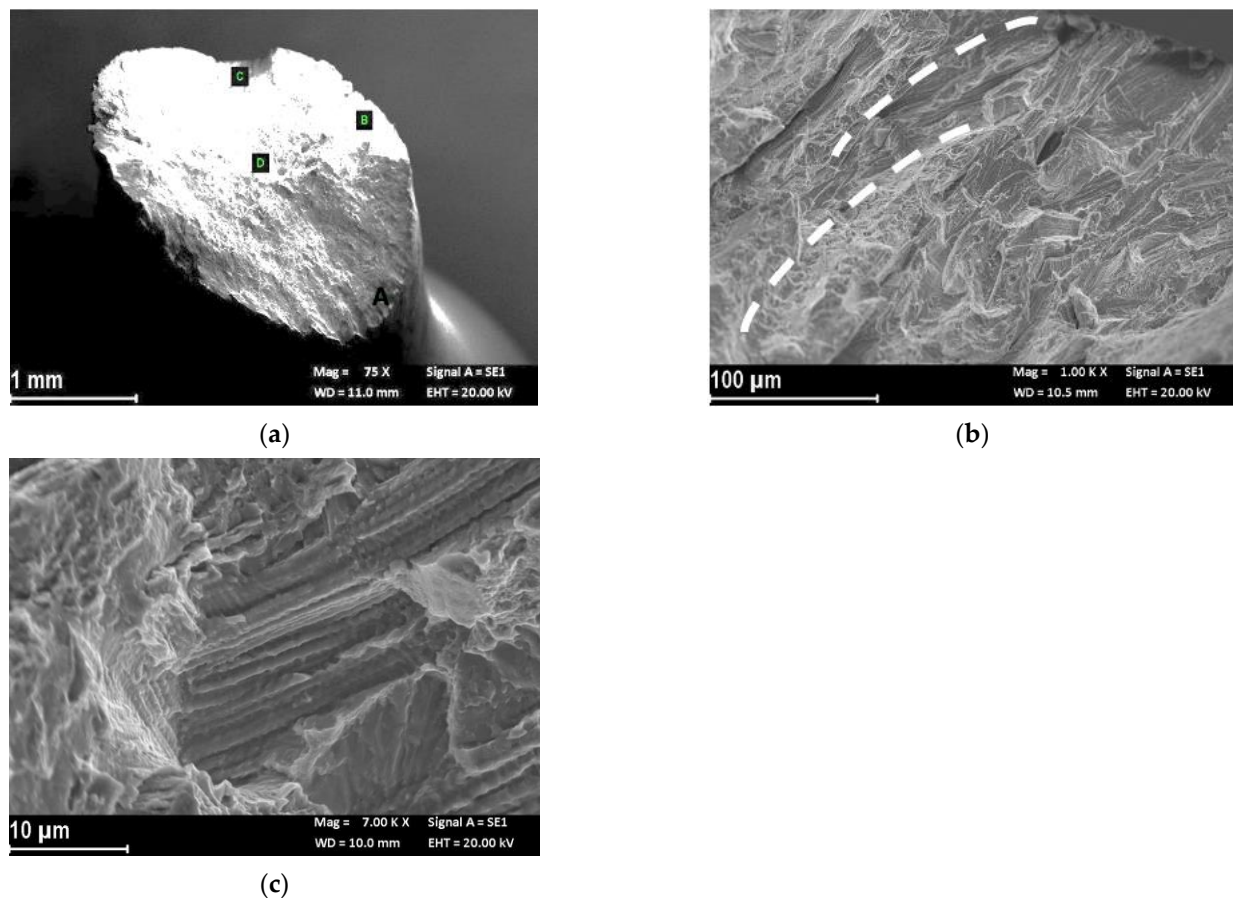 C
B
D
A
1 mm
Mag = 75 X Signal A = SE1
WD = 11.0 mm EHT = 20.00 kV
(a)
100 µm
Mag = 1.00 K X Signal A = SE1
WD = 10.5 mm EHT = 20.00 kV
(b)
10 µm
Mag = 7.00 K X Signal A = SE1
WD = 10.0 mm EHT = 20.00 kV
(c)